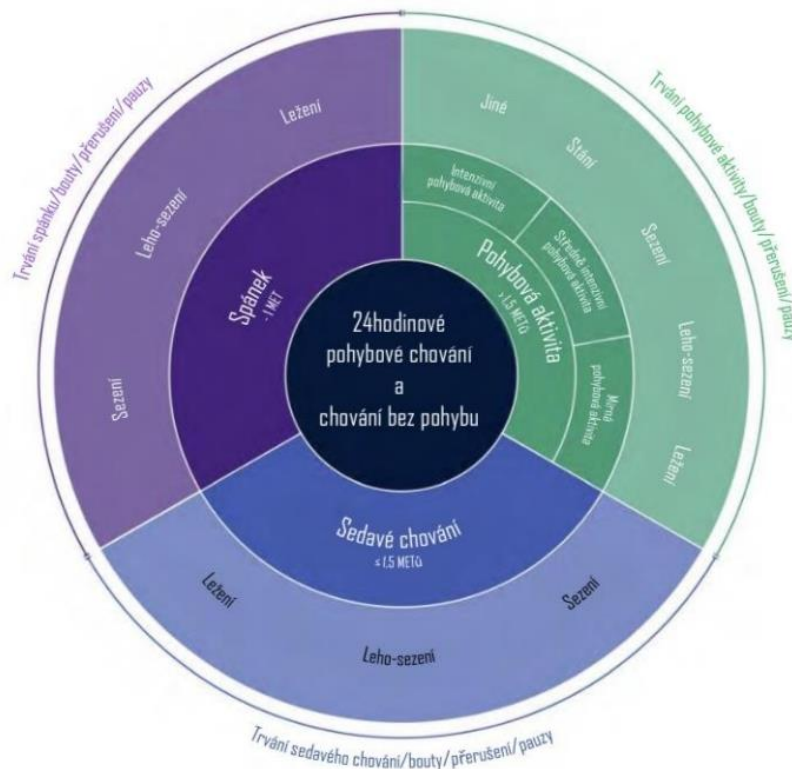 24hodinové
pohybové chování
a
chování bez pohybu
Spánek
~ 1 MET
Ležení
Leho-sezení
Sezení
Trvání spánku/bouty/přerušení/pauzy
Pohybová aktivita
> 1,5 METů
Intenzivní
pohybová aktivita
Středně intenzivní
pohybová aktivita
Mírná
pohybová aktivita
Jiné
Stání
Sezení
Leho-sezení
Ležení
Trvání pohybové aktivity/bouty/přerušení/pauzy
Sedavé chování
≤ 1,5 METů
Ležení
Leho-sezení
Sezení
Trvání sedavého chování/bouty/přerušení/pauzy